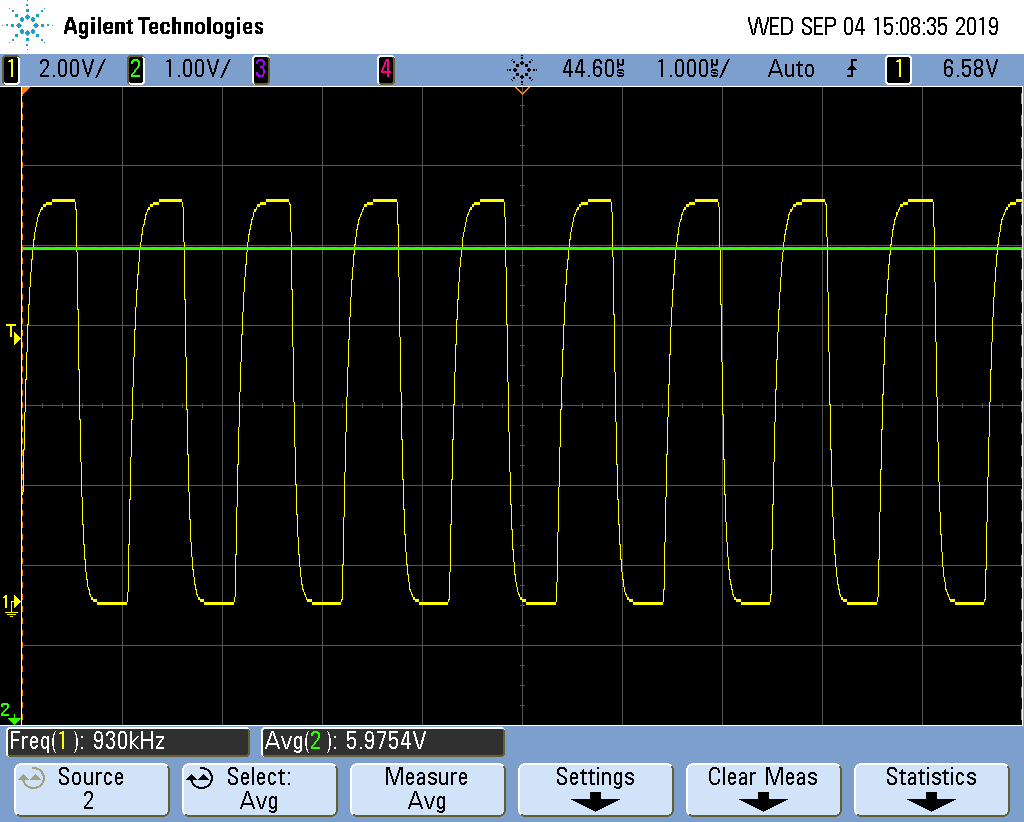 Agilent Technologies WED SEP 04 15:08:35 2019
1 2.00V/ 2 1.00V/ 3 4 44.60µs 1.000µs/ Auto 1 6.58V
T
1
2
Freq(1): 930kHz Avg(2): 5.9754V
Source Select: Measure Settings Clear Meas Statistics
2 Avg Avg